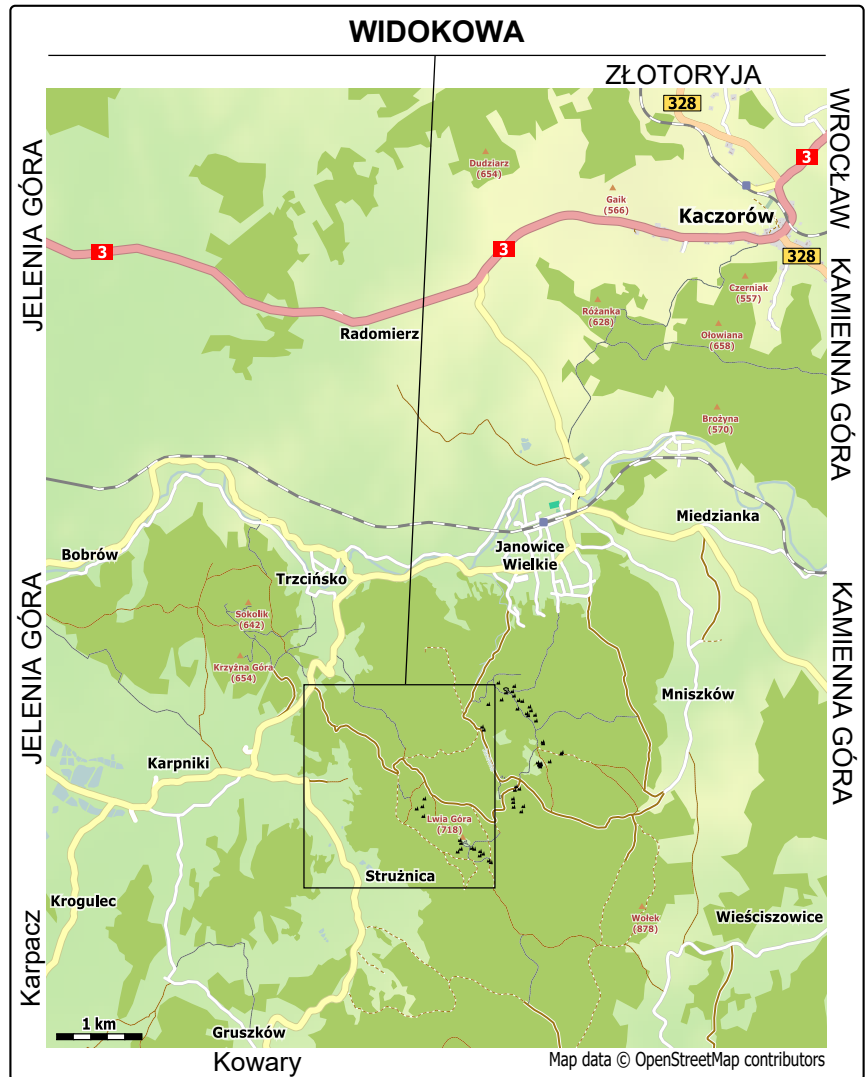 WIDOKOWA
ZŁOTORYJA
328
WROCŁAW
3
Dudziarz
(654)
Gaik
(566)
Kaczorów
JELENIA GÓRA
3
3
328
KAMIENNA GÓRA
Czerniak
(557)
Różanka
(628)
Radomierz
Ołowiana
(658)
Brożyna
(570)
Miedzianka
Bobrów
Janowice
Wielkie
Trzcińsko
JELENIA GÓRA
KAMIENNA GÓRA
Sokolik
(642)
Krzyżna Góra
(654)
Mniszków
Karpniki
Lwia Góra
(718)
Strużnica
Krogulec
Karpacz
Wołek
(878)
Wieściszowice
1 km
Gruszków
Kowary
Map data © OpenStreetMap contributors